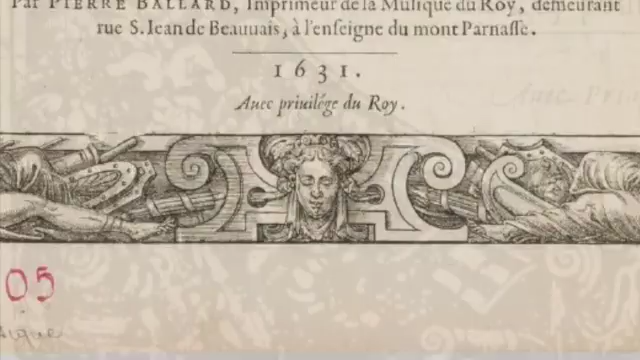 Par PIERRE BALLARD, Imprimeur de la Musique du Roy, demeurant
rue S. Iean de Beauuais, à l'enseigne du mont Parnasse.
1631.
Auec priuilége du Roy.
05